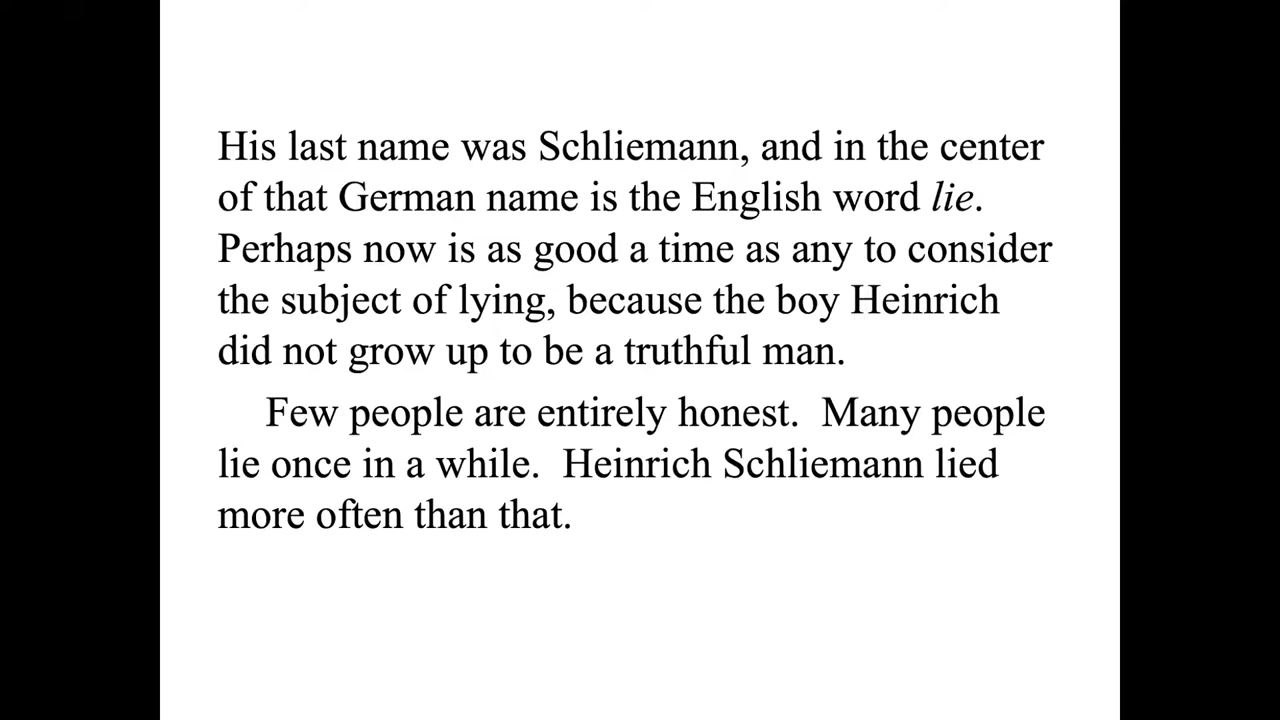 His last name was Schliemann, and in the center
of that German name is the English word lie.
Perhaps now is as good a time as any to consider
the subject of lying, because the boy Heinrich
did not grow up to be a truthful man.
Few people are entirely honest.  Many people
lie once in a while.  Heinrich Schliemann lied
more often than that.